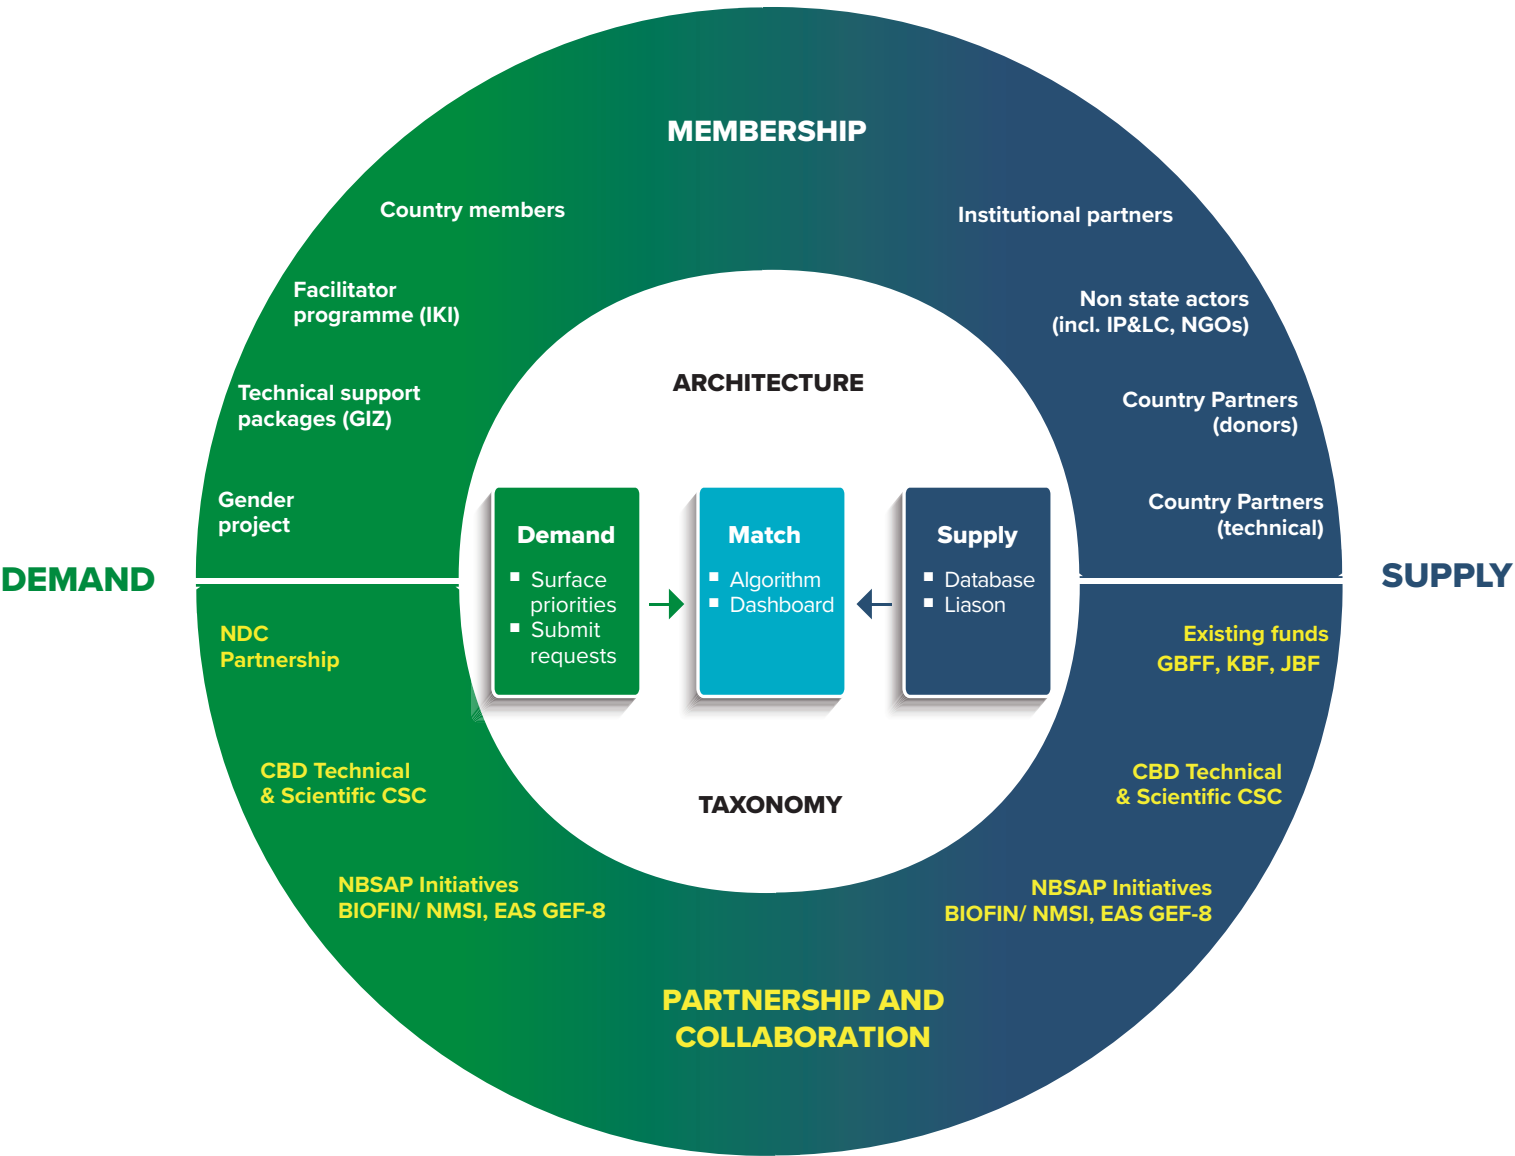 MEMBERSHIP
Country members
Institutional partners
Facilitator
programme (IKI)
Non state actors
(incl. IP&LC, NGOs)
Technical support
packages (GIZ)
Country Partners
(donors)
Gender
project
Country Partners
(technical)
DEMAND
SUPPLY
ARCHITECTURE
Demand
▪ Surface
priorities
▪ Submit
requests
Match
▪ Algorithm
▪ Dashboard
Supply
▪ Database
▪ Liason
TAXONOMY
NDC
Partnership
Existing funds
GBFF, KBF, JBF
CBD Technical
& Scientific CSC
CBD Technical
& Scientific CSC
NBSAP Initiatives
BIOFIN/ NMSI, EAS GEF-8
NBSAP Initiatives
BIOFIN/ NMSI, EAS GEF-8
PARTNERSHIP AND
COLLABORATION